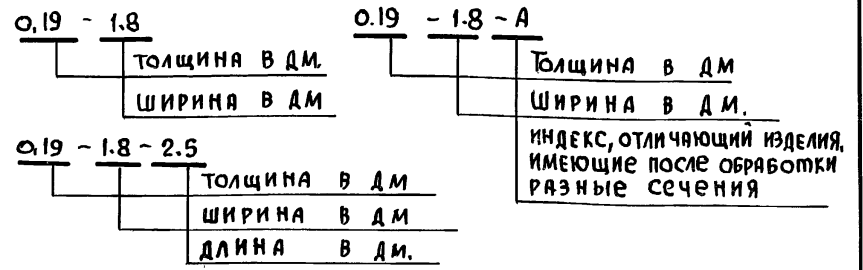 0,19 - 1.8
ТОЛЩИНА В ДМ.
ШИРИНА В ДМ
0,19 - 1.8 - 2.5
ТОЛЩИНА В ДМ
ШИРИНА В ДМ
ДЛИНА В ДМ.
0.19 - 1.8 - А
ТОЛЩИНА В ДМ
ШИРИНА В ДМ.
ИНДЕКС, ОТЛИЧАЮЩИЙ ИЗДЕЛИЯ,
ИМЕЮЩИЕ ПОСЛЕ ОБРАБОТКИ
РАЗНЫЕ СЕЧЕНИЯ